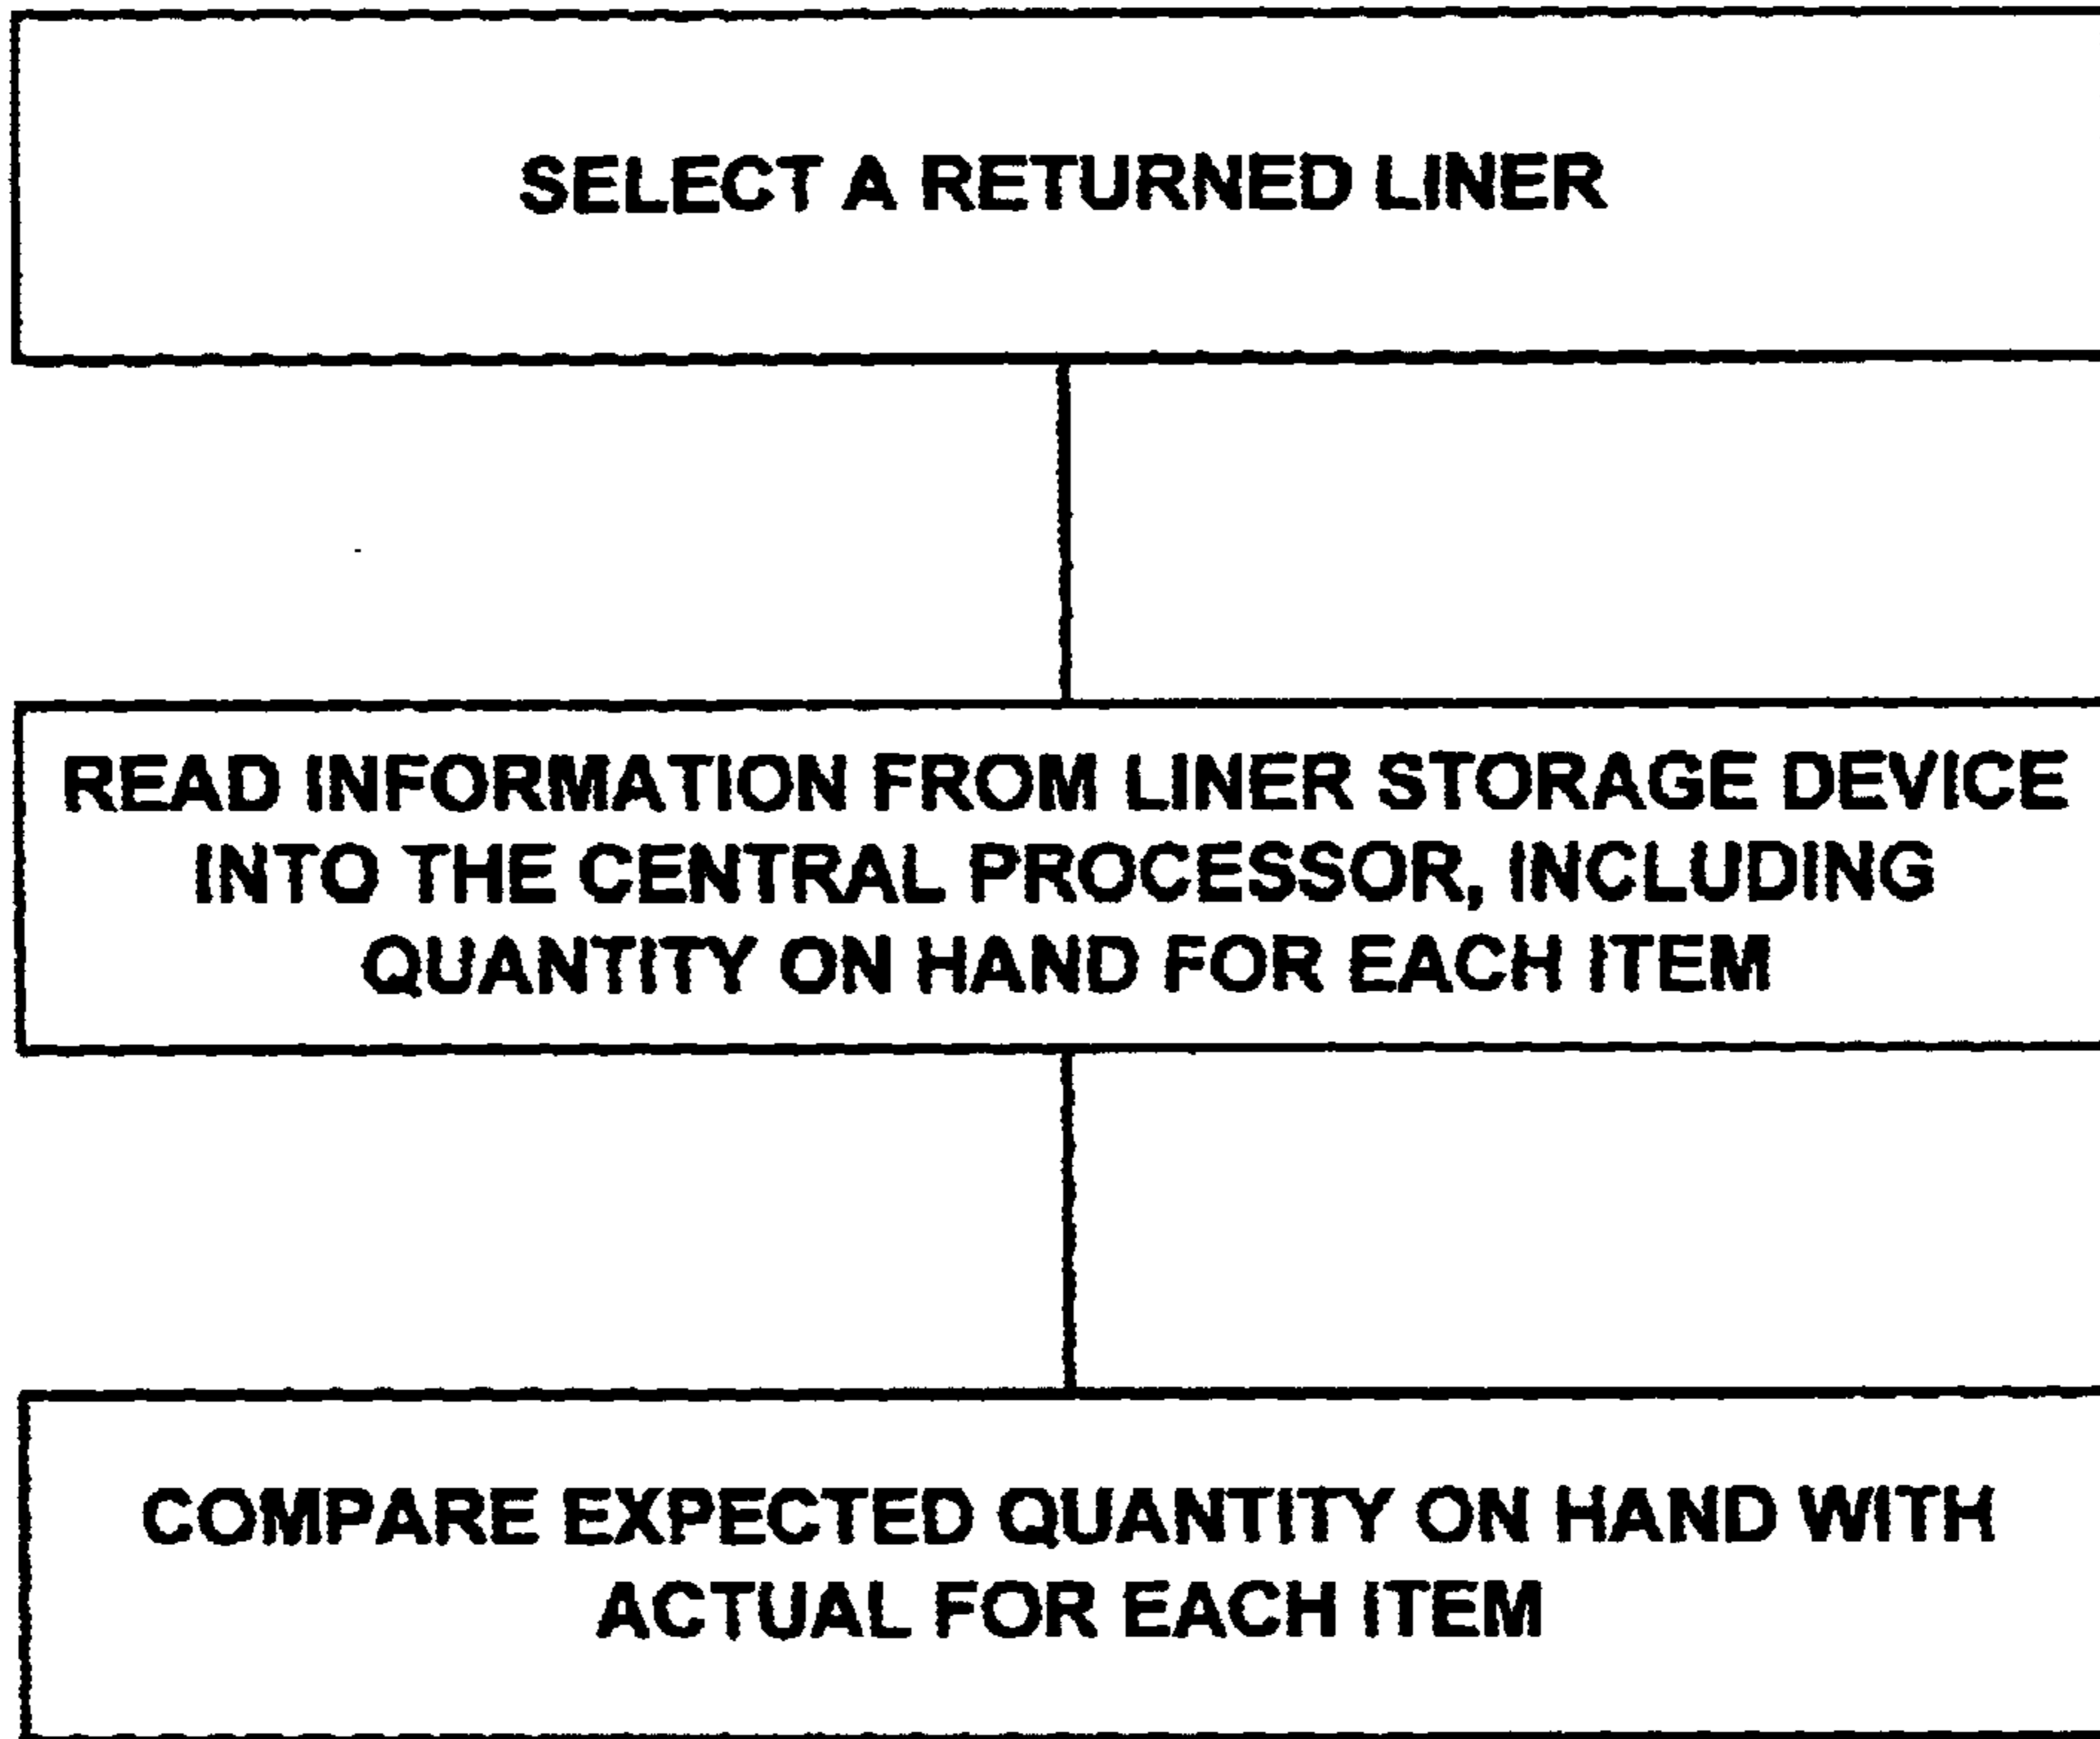 SELECT A RETURNED LINER
READ INFORMATION FROM LINER STORAGE DEVICE
INTO THE CENTRAL PROCESSOR, INCLUDING
QUANTITY ON HAND FOR EACH ITEM
COMPARE EXPECTED QUANTITY ON HAND WITH
ACTUAL FOR EACH ITEM